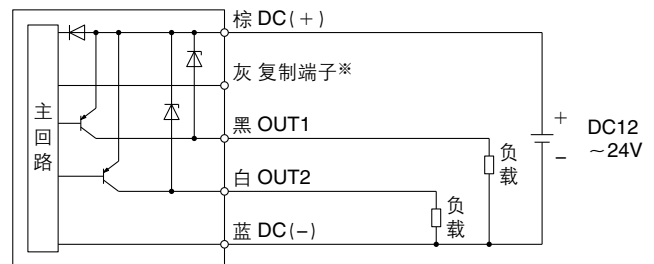 棕 DC(+)
灰 复制端子※
主回路
黑 OUT1
+
DC12
～24V
-
负载
白 OUT2
负载
蓝 DC(-)